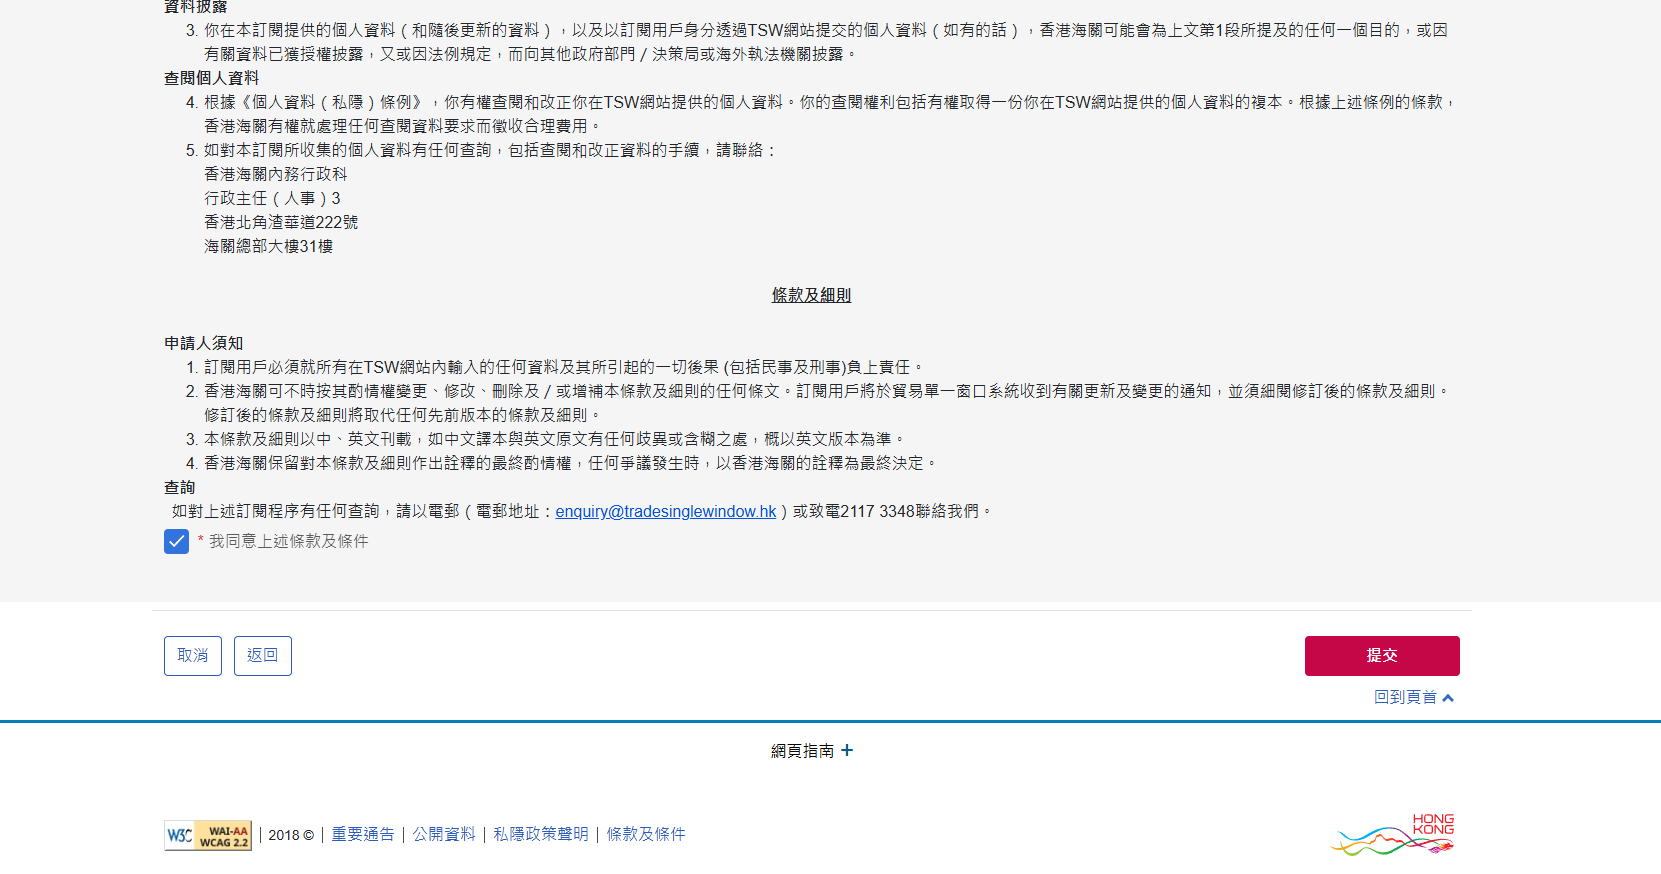 資料披露
3. 你在本訂閱提供的個人資料（和隨後更新的資料），以及以訂閱用戶身分透過TSW網站提交的個人資料（如有的話），香港海關可能會為上文第1段所提及的任何一個目的，或因
有關資料已獲授權披露，又或因法例規定，而向其他政府部門／決策局或海外執法機關披露。
查閱個人資料
4. 根據《個人資料（私隱）條例》，你有權查閱和改正你在TSW網站提供的個人資料。你的查閱權利包括有權取得一份你在TSW網站提供的個人資料的複本。根據上述條例的條款，
香港海關有權就處理任何查閱資料要求而徵收合理費用。
5. 如對本訂閱所收集的個人資料有任何查詢，包括查閱和改正資料的手續，請聯絡：
香港海關內務行政科
行政主任（人事）3
香港北角渣華道222號
海關總部大樓31樓
條款及細則
申請人須知
1. 訂閱用戶必須就所有在TSW網站內輸入的任何資料及其所引起的一切後果 (包括民事及刑事)負上責任。
2. 香港海關可不時按其酌情權變更、修改、刪除及／或增補本條款及細則的任何條文。訂閱用戶將於貿易單一窗口系統收到有關更新及變更的通知，並須細閱修訂後的條款及細則。
修訂後的條款及細則將取代任何先前版本的條款及細則。
3. 本條款及細則以中、英文刊載，如中文譯本與英文原文有任何歧異或含糊之處，概以英文版本為準。
4. 香港海關保留對本條款及細則作出詮釋的最終酌情權，任何爭議發生時，以香港海關的詮釋為最終決定。
查詢
如對上述訂閱程序有任何查詢，請以電郵（電郵地址：enquiry@tradesinglewindow.hk）或致電2117 3348聯絡我們。
* 我同意上述條款及條件
取消 返回 提交
回到頁首
網頁指南 +
W3C WAI-AA WCAG 2.2 | 2018 © | 重要通告 | 公開資料 | 私隱政策聲明 | 條款及條件
HONG
KONG